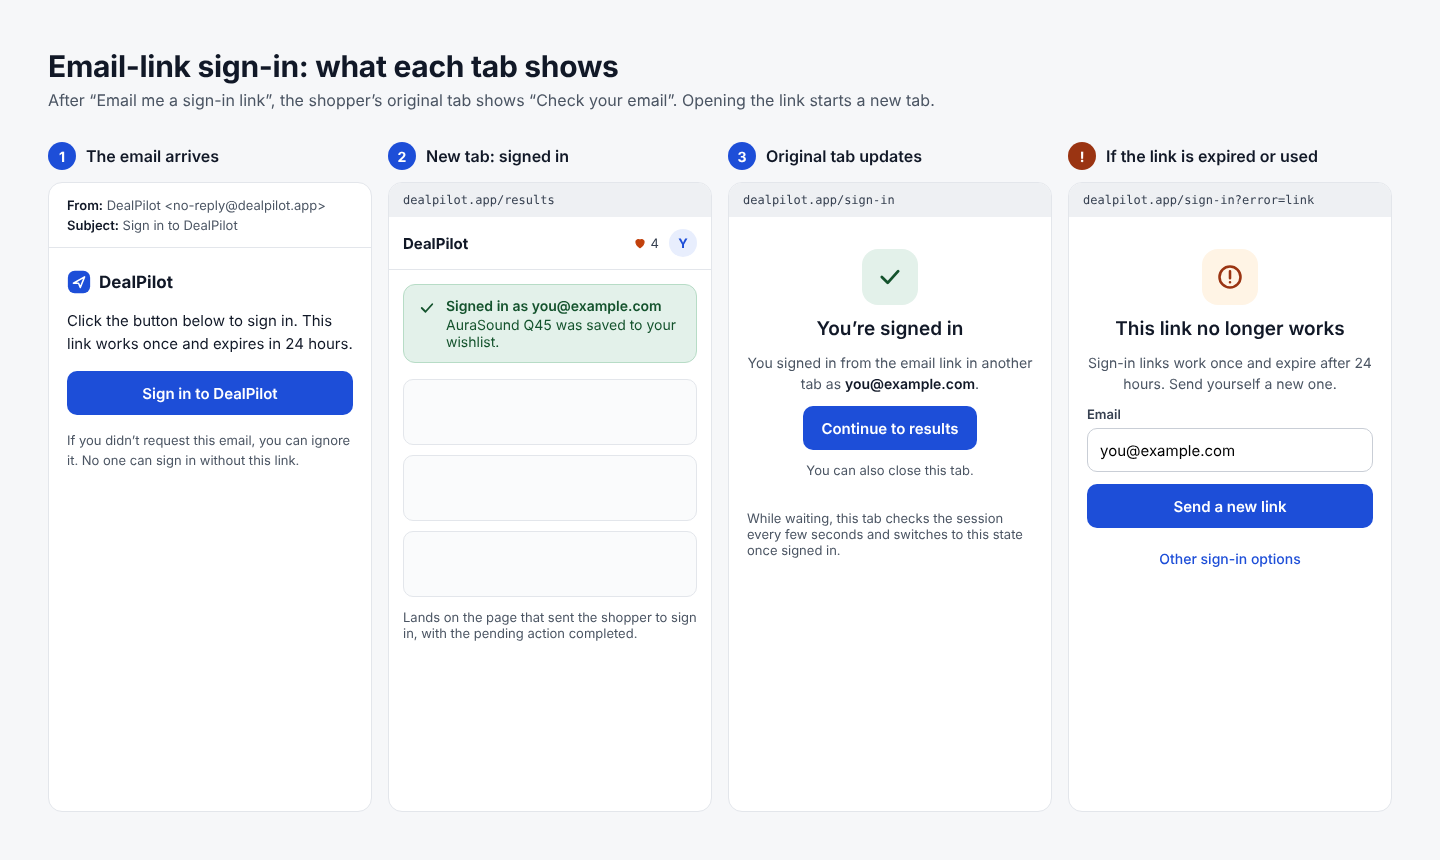 Email-link sign-in: what each tab shows
After “Email me a sign-in link”, the shopper’s original tab shows “Check your email”. Opening the link starts a new tab.
1 The email arrives
From: DealPilot <no-reply@dealpilot.app>
Subject: Sign in to DealPilot
DealPilot
Click the button below to sign in. This
link works once and expires in 24 hours.
Sign in to DealPilot
If you didn’t request this email, you can ignore
it. No one can sign in without this link.
2 New tab: signed in
dealpilot.app/results
DealPilot 4 Y
Signed in as you@example.com
AuraSound Q45 was saved to your
wishlist.
Lands on the page that sent the shopper to sign
in, with the pending action completed.
3 Original tab updates
dealpilot.app/sign-in
You’re signed in
You signed in from the email link in another
tab as you@example.com.
Continue to results
You can also close this tab.
While waiting, this tab checks the session
every few seconds and switches to this state
once signed in.
! If the link is expired or used
dealpilot.app/sign-in?error=link
This link no longer works
Sign-in links work once and expire after 24
hours. Send yourself a new one.
Email
you@example.com
Send a new link
Other sign-in options